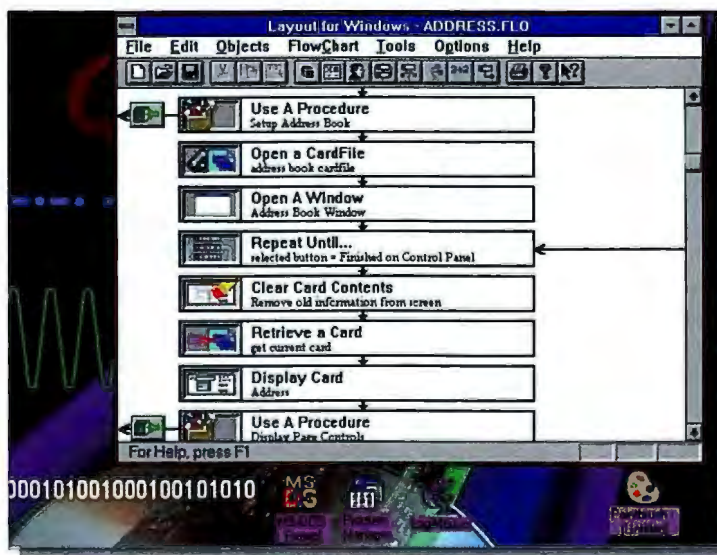 Layout for Windows - ADDRESS.FLO
File Edit Objects FlowChart Tools Options Help
Use A Procedure
Setup Address Book
Open a CardFile
address book cardfile
Open A Window
Address Book Window
Repeat Until...
selected button = Finished on Control Panel
Clear Card Contents
Remove old information from screen
Retrieve a Card
get current card
Display Card
Address
Use A Procedure
Display Page Controls
For Help, press F1
000101001000100101010
MS
Manager